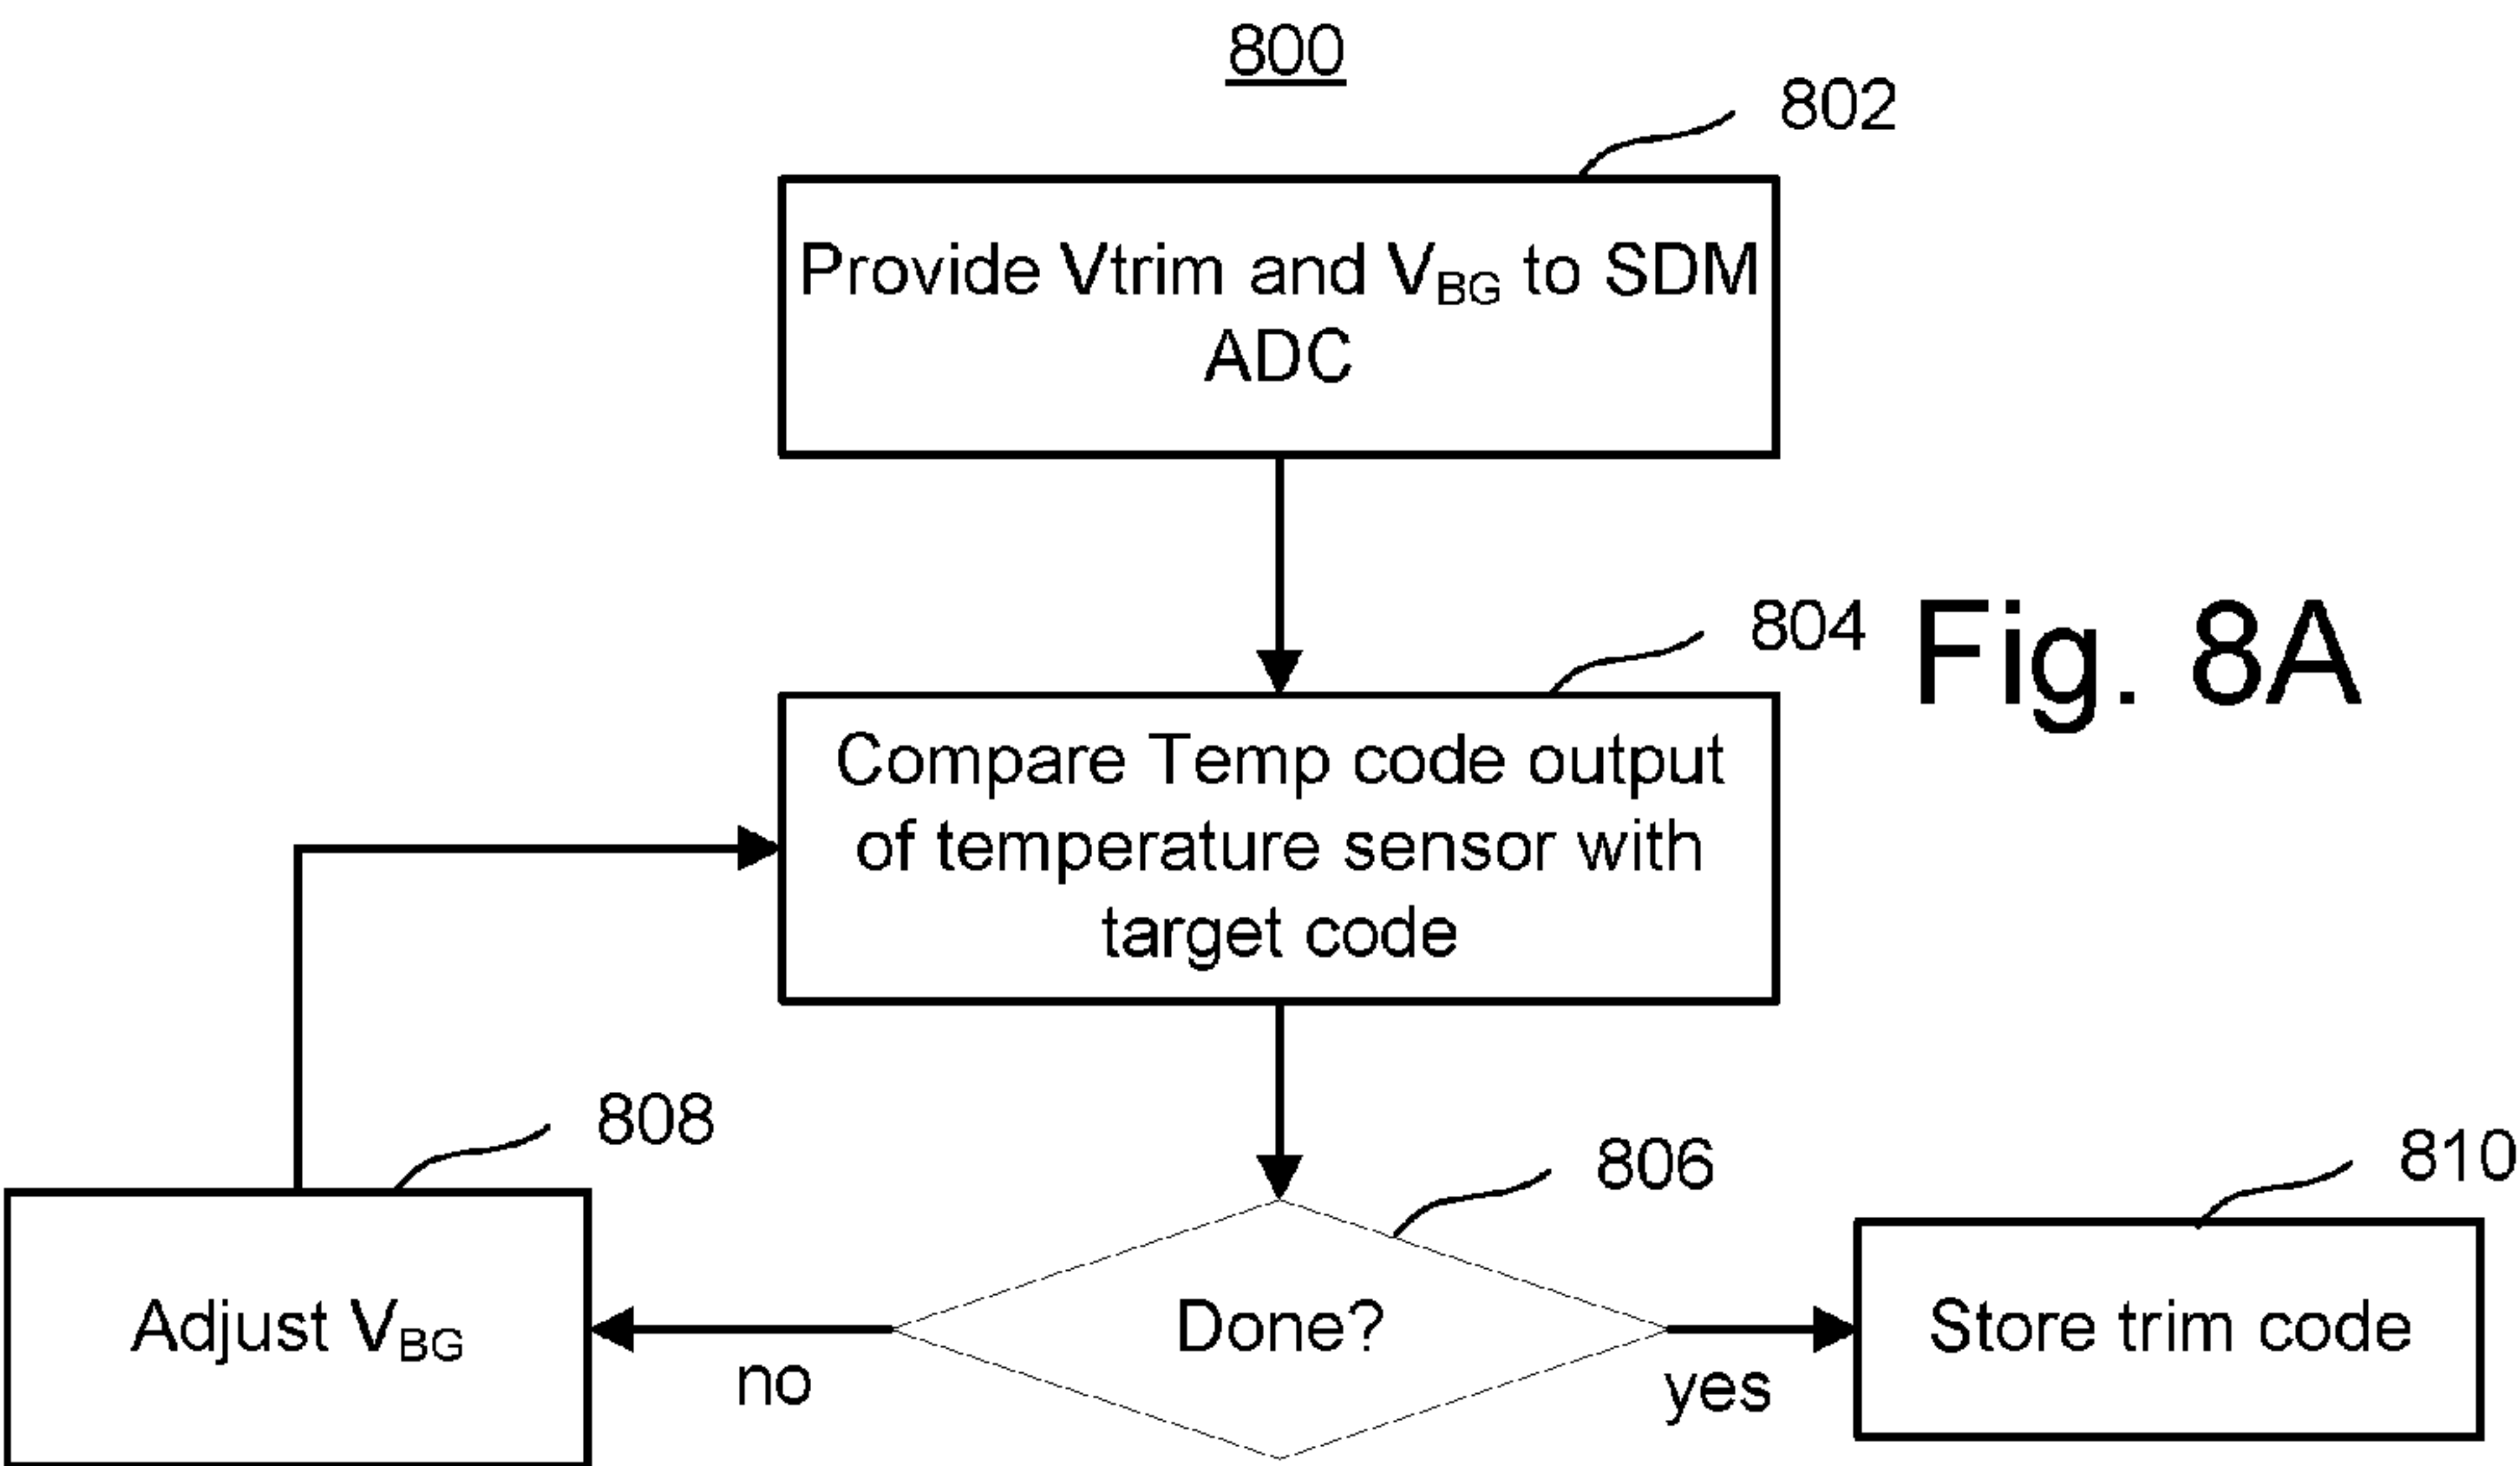 800
802
Provide Vtrim and VBG to SDM
ADC
804
Fig. 8A
Compare Temp code output
of temperature sensor with
target code
808
806
810
Adjust VBG
Done?
Store trim code
no
yes